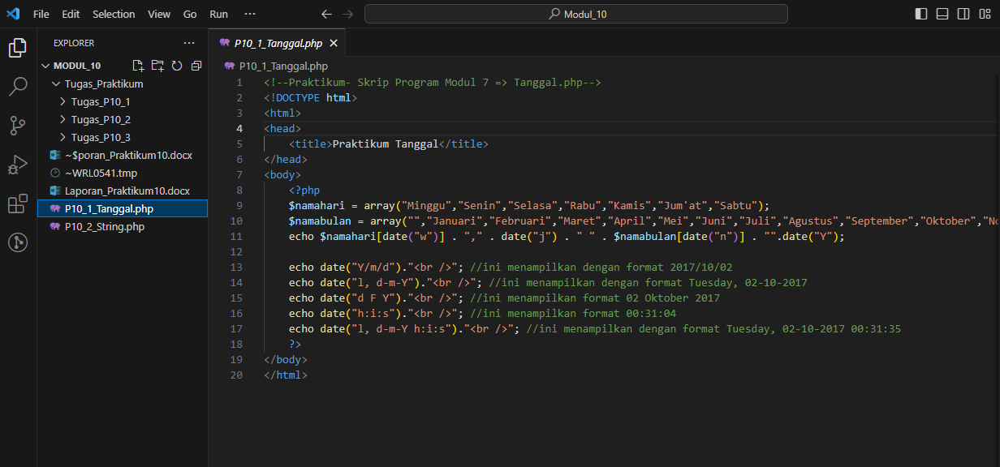 File Edit Selection View Go Run ···
Modul_10
EXPLORER ···
MODUL_10
Tugas_Praktikum
Tugas_P10_1
Tugas_P10_2
Tugas_P10_3
~$poran_Praktikum10.docx
~WRL0541.tmp
Laporan_Praktikum10.docx
P10_1_Tanggal.php
P10_2_String.php
P10_1_Tanggal.php
P10_1_Tanggal.php
1 <!--Praktikum- Skrip Program Modul 7 => Tanggal.php-->
2 <!DOCTYPE html>
3 <html>
4 <head>
5 <title>Praktikum Tanggal</title>
6 </head>
7 <body>
8 <?php
9 $namahari = array("Minggu","Senin","Selasa","Rabu","Kamis","Jum'at","Sabtu");
10 $namabulan = array("","Januari","Februari","Maret","April","Mei","Juni","Juli","Agustus","September","Oktober","No
11 echo $namahari[date("w")] . "," . date("j") . " " . $namabulan[date("n")] . "".date("Y");
12
13 echo date("Y/m/d")."<br />"; //ini menampilkan dengan format 2017/10/02
14 echo date("l, d-m-Y")."<br />"; //ini menampilkan dengan format Tuesday, 02-10-2017
15 echo date("d F Y")."<br />"; //ini menampilkan format 02 Oktober 2017
16 echo date("h:i:s")."<br />"; //ini menampilkan format 00:31:04
17 echo date("l, d-m-Y h:i:s")."<br />"; //ini menampilkan dengan format Tuesday, 02-10-2017 00:31:35
18 ?>
19 </body>
20 </html>